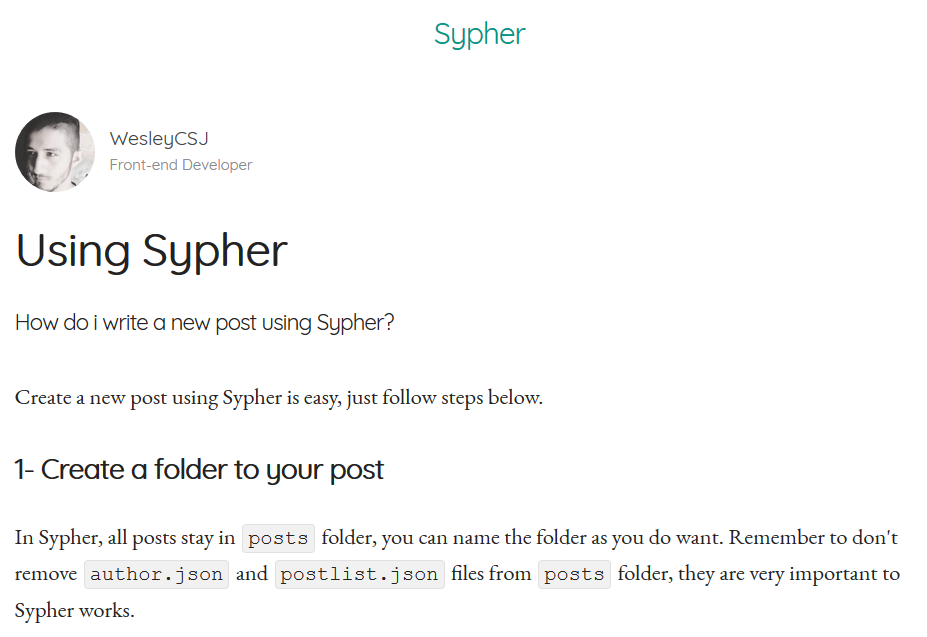 Sypher
WesleyCSJ
Front-end Developer
Using Sypher
How do i write a new post using Sypher?
Create a new post using Sypher is easy, just follow steps below.
1- Create a folder to your post
In Sypher, all posts stay in posts folder, you can name the folder as you do want. Remember to don't
remove author.json and postlist.json files from posts folder, they are very important to
Sypher works.